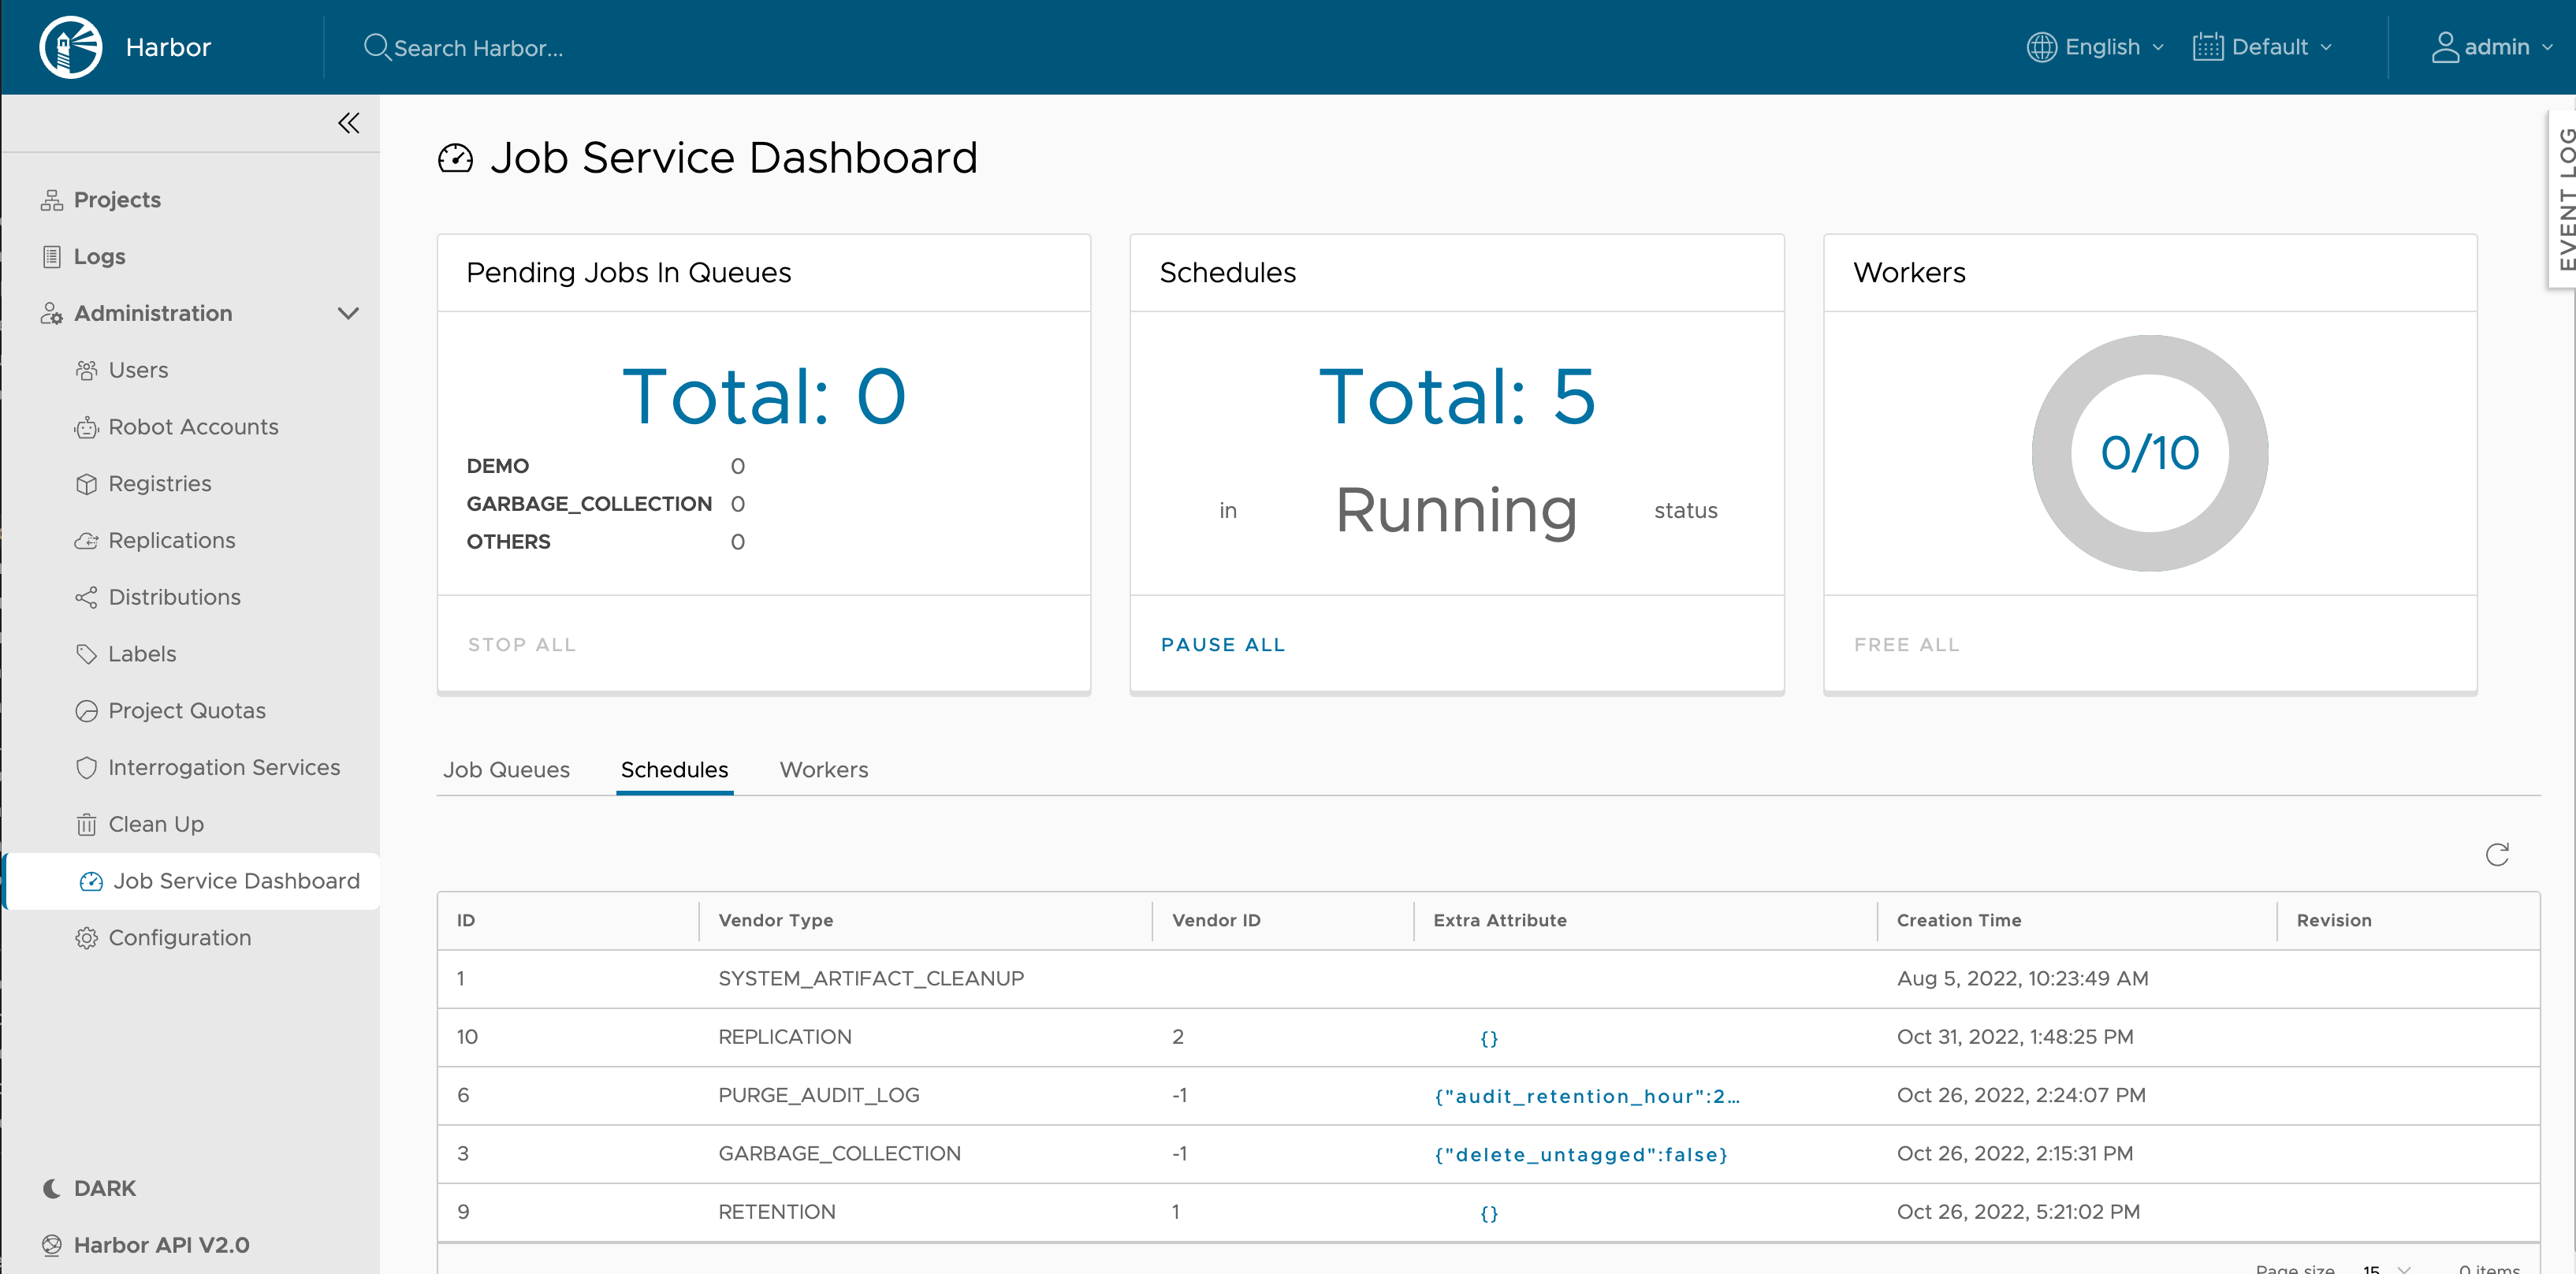 Harbor
Search Harbor...
English
Default
admin
EVENT LOG
Projects
Logs
Administration
Users
Robot Accounts
Registries
Replications
Distributions
Labels
Project Quotas
Interrogation Services
Clean Up
Job Service Dashboard
Configuration
DARK
Harbor API V2.0
Job Service Dashboard
Pending Jobs In Queues
Total: 0
DEMO 0
GARBAGE_COLLECTION 0
OTHERS 0
STOP ALL
Schedules
Total: 5
in Running status
PAUSE ALL
Workers
0/10
FREE ALL
Job Queues Schedules Workers
ID Vendor Type Vendor ID Extra Attribute Creation Time Revision
1 SYSTEM_ARTIFACT_CLEANUP Aug 5, 2022, 10:23:49 AM
10 REPLICATION 2 {} Oct 31, 2022, 1:48:25 PM
6 PURGE_AUDIT_LOG -1 {"audit_retention_hour":2... Oct 26, 2022, 2:24:07 PM
3 GARBAGE_COLLECTION -1 {"delete_untagged":false} Oct 26, 2022, 2:15:31 PM
9 RETENTION 1 {} Oct 26, 2022, 5:21:02 PM
Page size 15 0 items